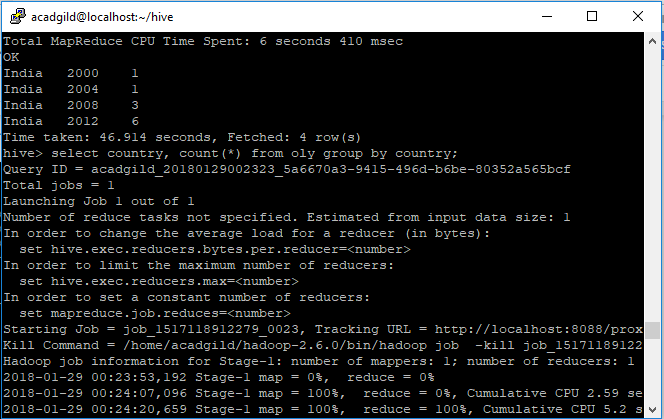 acadgild@localhost:~/hive
Total MapReduce CPU Time Spent: 6 seconds 410 msec
OK
India   2000    1
India   2004    1
India   2008    3
India   2012    6
Time taken: 46.914 seconds, Fetched: 4 row(s)
hive> select country, count(*) from oly group by country;
Query ID = acadgild_20180129002323_5a6670a3-9415-496d-b6be-80352a565bcf
Total jobs = 1
Launching Job 1 out of 1
Number of reduce tasks not specified. Estimated from input data size: 1
In order to change the average load for a reducer (in bytes):
  set hive.exec.reducers.bytes.per.reducer=<number>
In order to limit the maximum number of reducers:
  set hive.exec.reducers.max=<number>
In order to set a constant number of reducers:
  set mapreduce.job.reduces=<number>
Starting Job = job_1517118912279_0023, Tracking URL = http://localhost:8088/prox
Kill Command = /home/acadgild/hadoop-2.6.0/bin/hadoop job  -kill job_15171189122
Hadoop job information for Stage-1: number of mappers: 1; number of reducers: 1
2018-01-29 00:23:53,192 Stage-1 map = 0%,  reduce = 0%
2018-01-29 00:24:07,096 Stage-1 map = 100%,  reduce = 0%, Cumulative CPU 2.59 se
2018-01-29 00:24:20,659 Stage-1 map = 100%,  reduce = 100%, Cumulative CPU 5.2 s